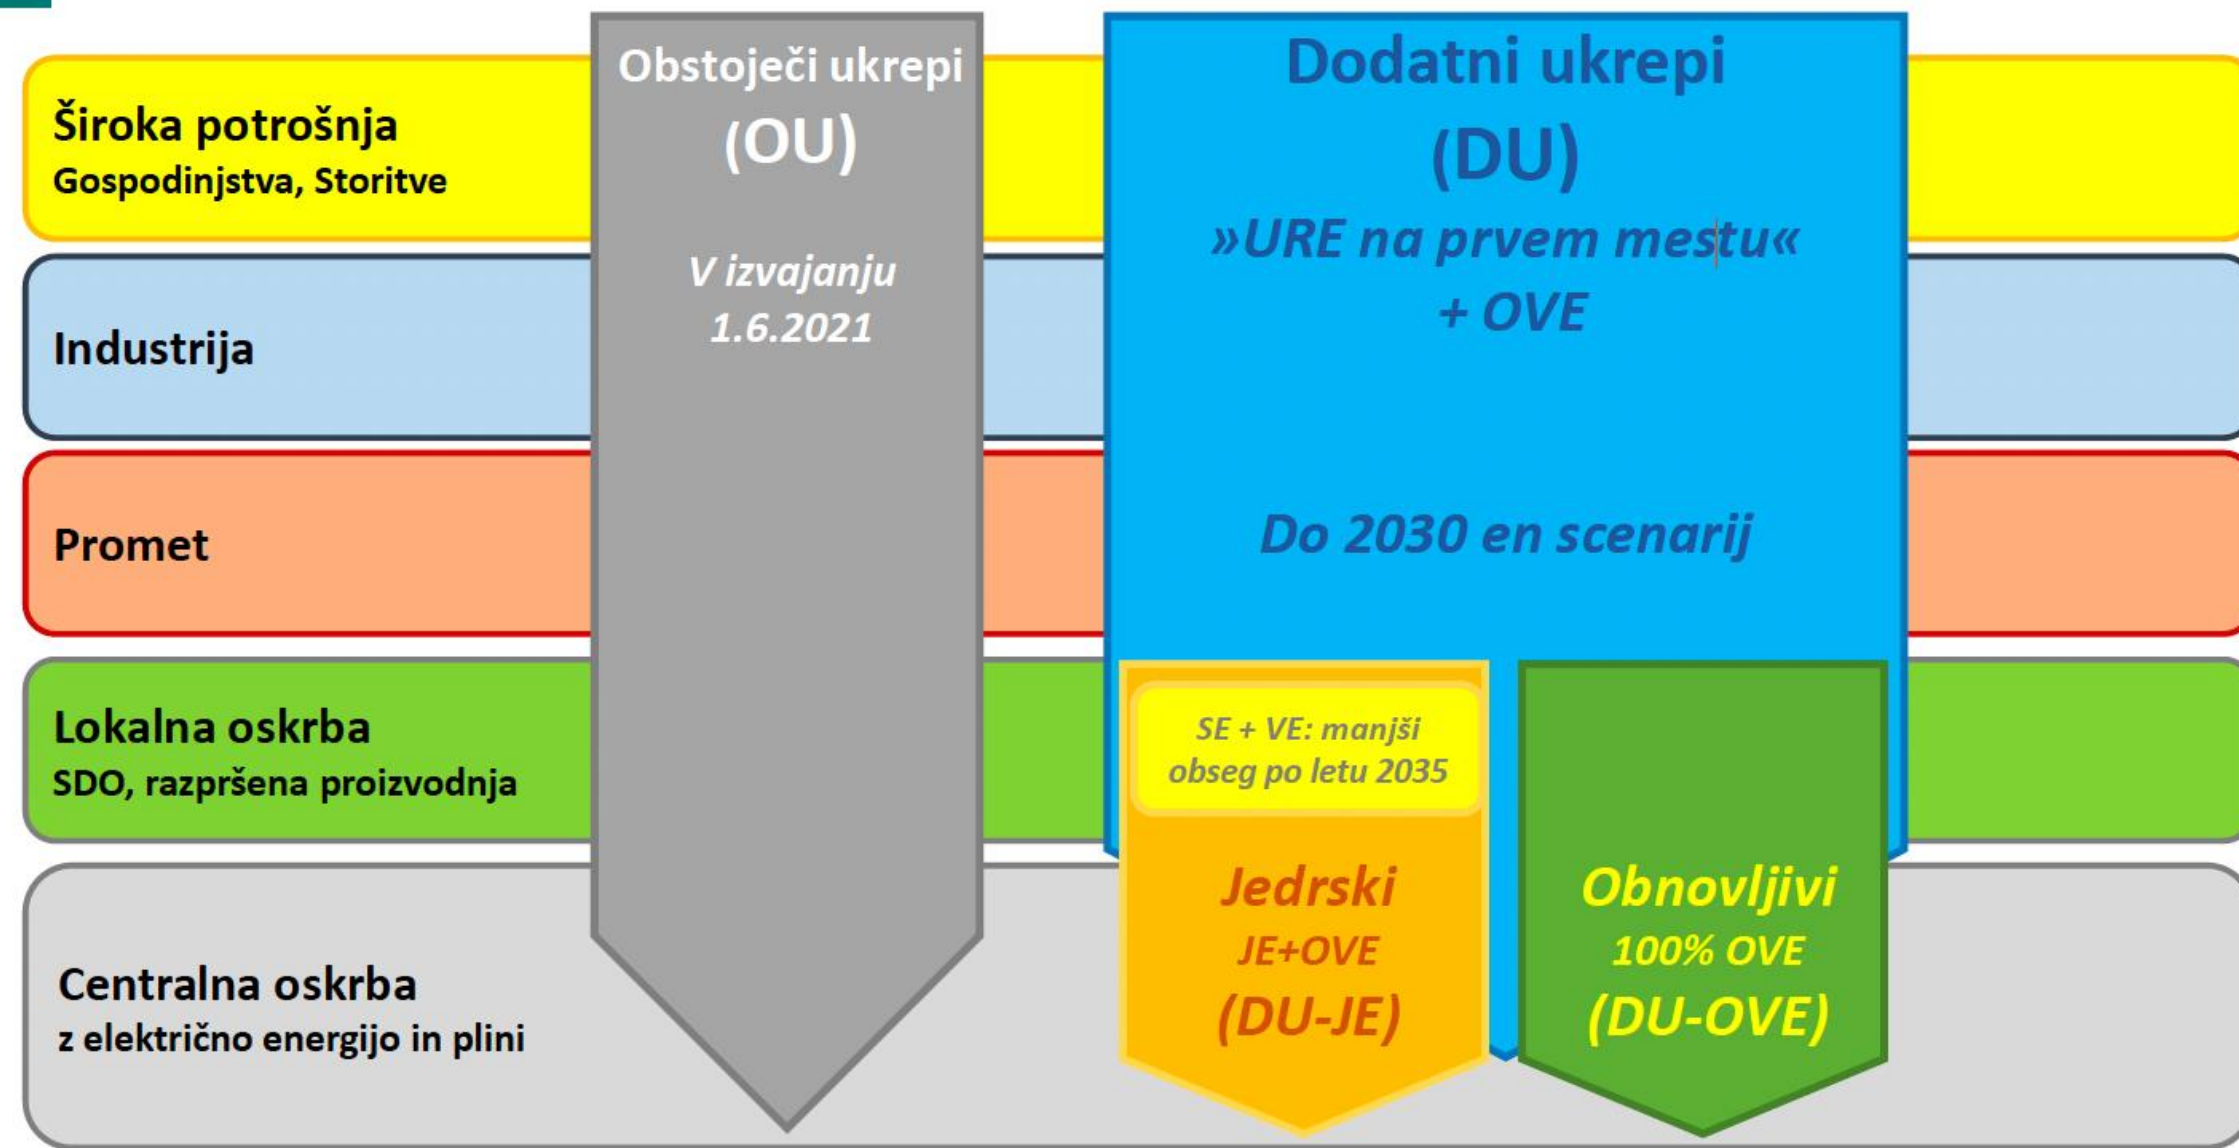 Široka potrošnja
Gospodinjstva, Storitve
Industrija
Promet
Lokalna oskrba
SDO, razpršena proizvodnja
Centralna oskrba
z električno energijo in plini
Obstoječi ukrepi
(OU)
V izvajanju
1.6.2021
Dodatni ukrepi
(DU)
»URE na prvem mestu«
+ OVE
Do 2030 en scenarij
SE + VE: manjši
obseg po letu 2035
Jedrski
JE+OVE
(DU-JE)
Obnovljivi
100% OVE
(DU-OVE)